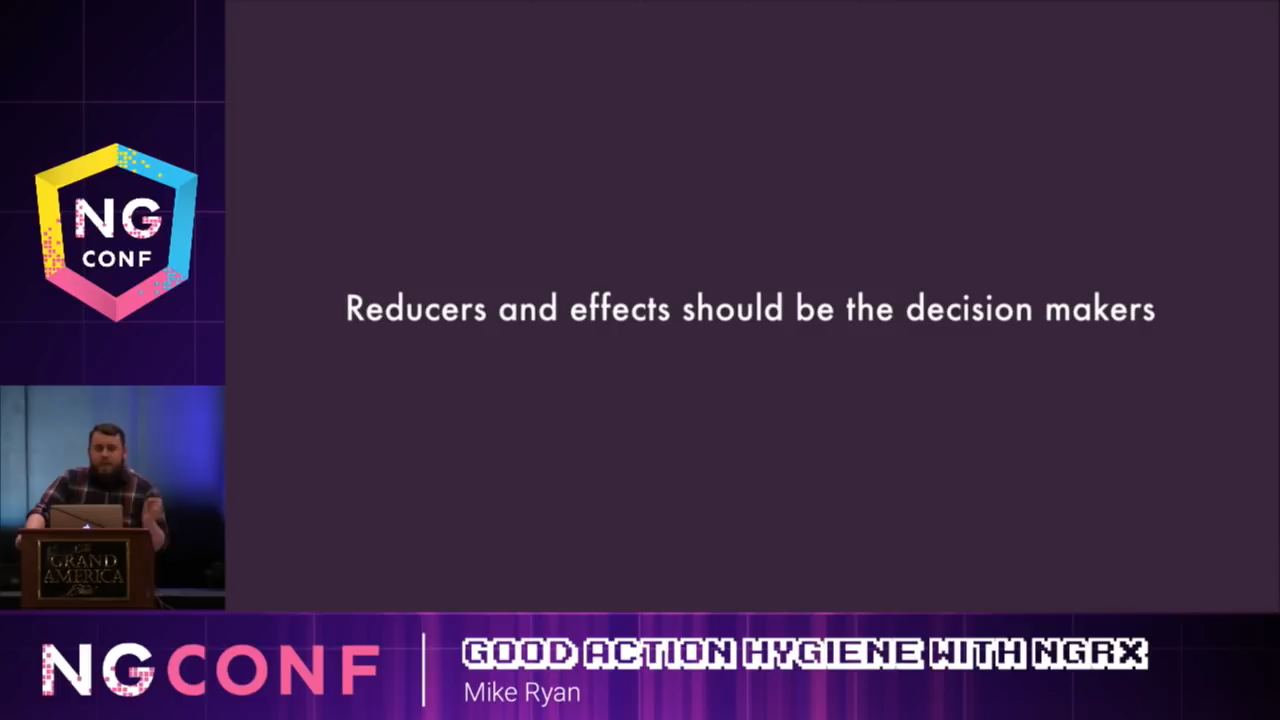 NG
CONF
Reducers and effects should be the decision makers
GRAND
AMERICA
NG CONF
GOOD ACTION HYGIENE WITH NGRX
Mike Ryan